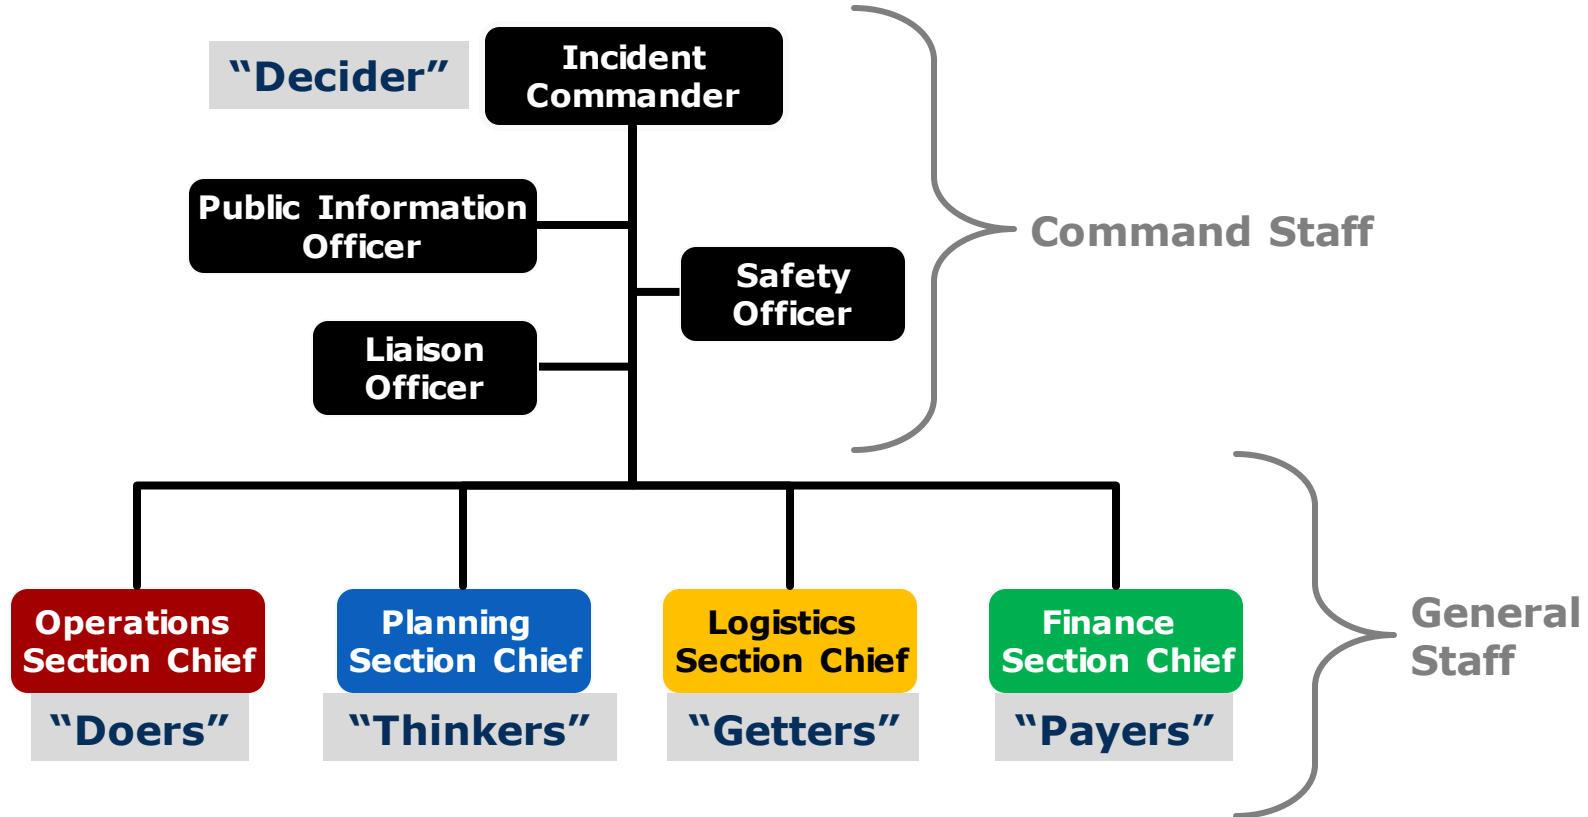 “Decider”
Incident
Commander
Public Information
Officer
Command Staff
Safety
Officer
Liaison
Officer
Operations
Section Chief
Planning
Section Chief
Logistics
Section Chief
Finance
Section Chief
General
Staff
“Doers”
“Thinkers”
“Getters”
“Payers”